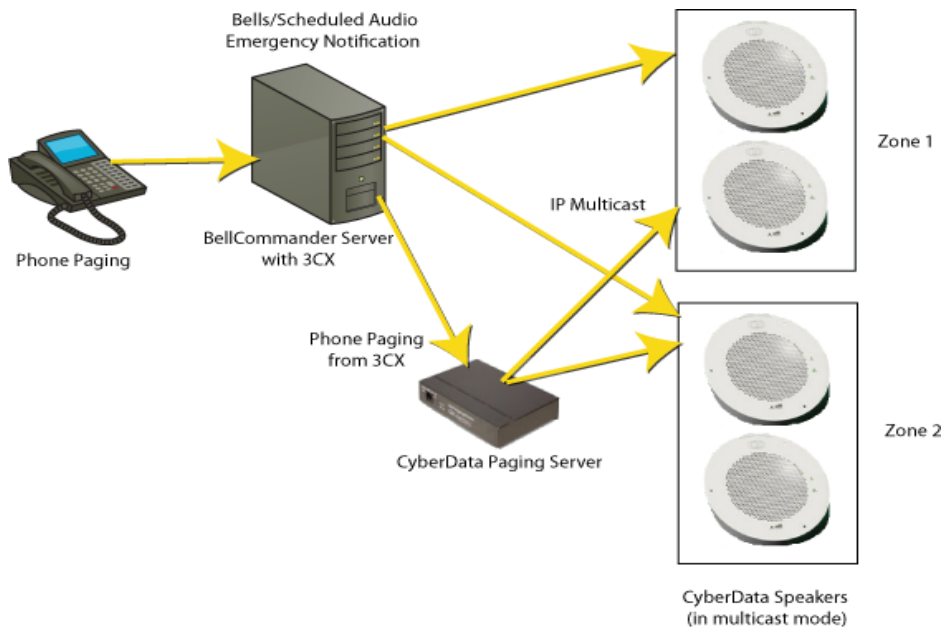 Bells/Scheduled Audio
Emergency Notification
Zone 1
IP Multicast
BellCommander Server
with 3CX
Phone Paging
Phone Paging
from 3CX
Zone 2
CyberData Paging Server
CyberData Speakers
(in multicast mode)